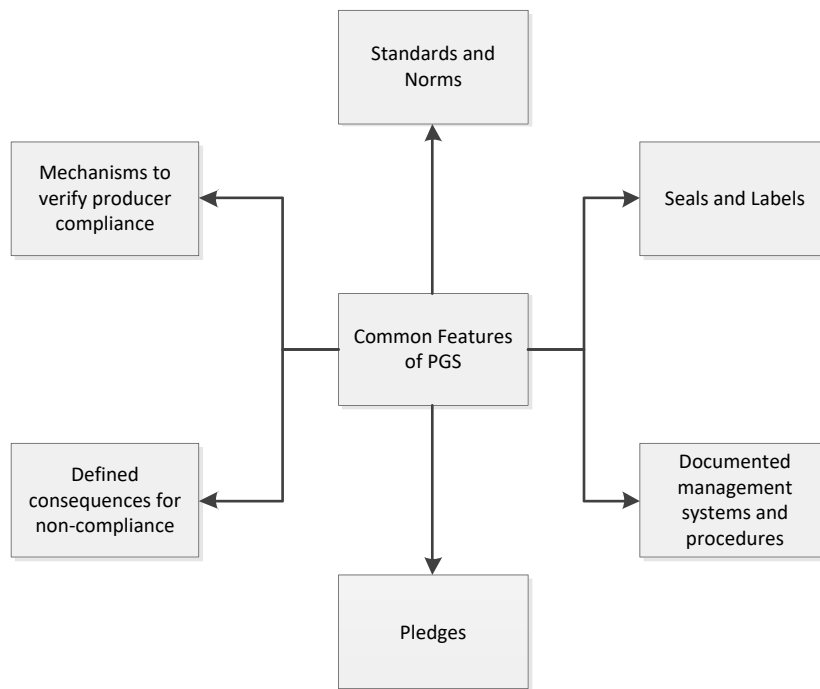 Standards and
Norms
Mechanisms to
verify producer
compliance
Seals and Labels
Common Features
of PGS
Defined
consequences for
non-compliance
Documented
management
systems and
procedures
Pledges